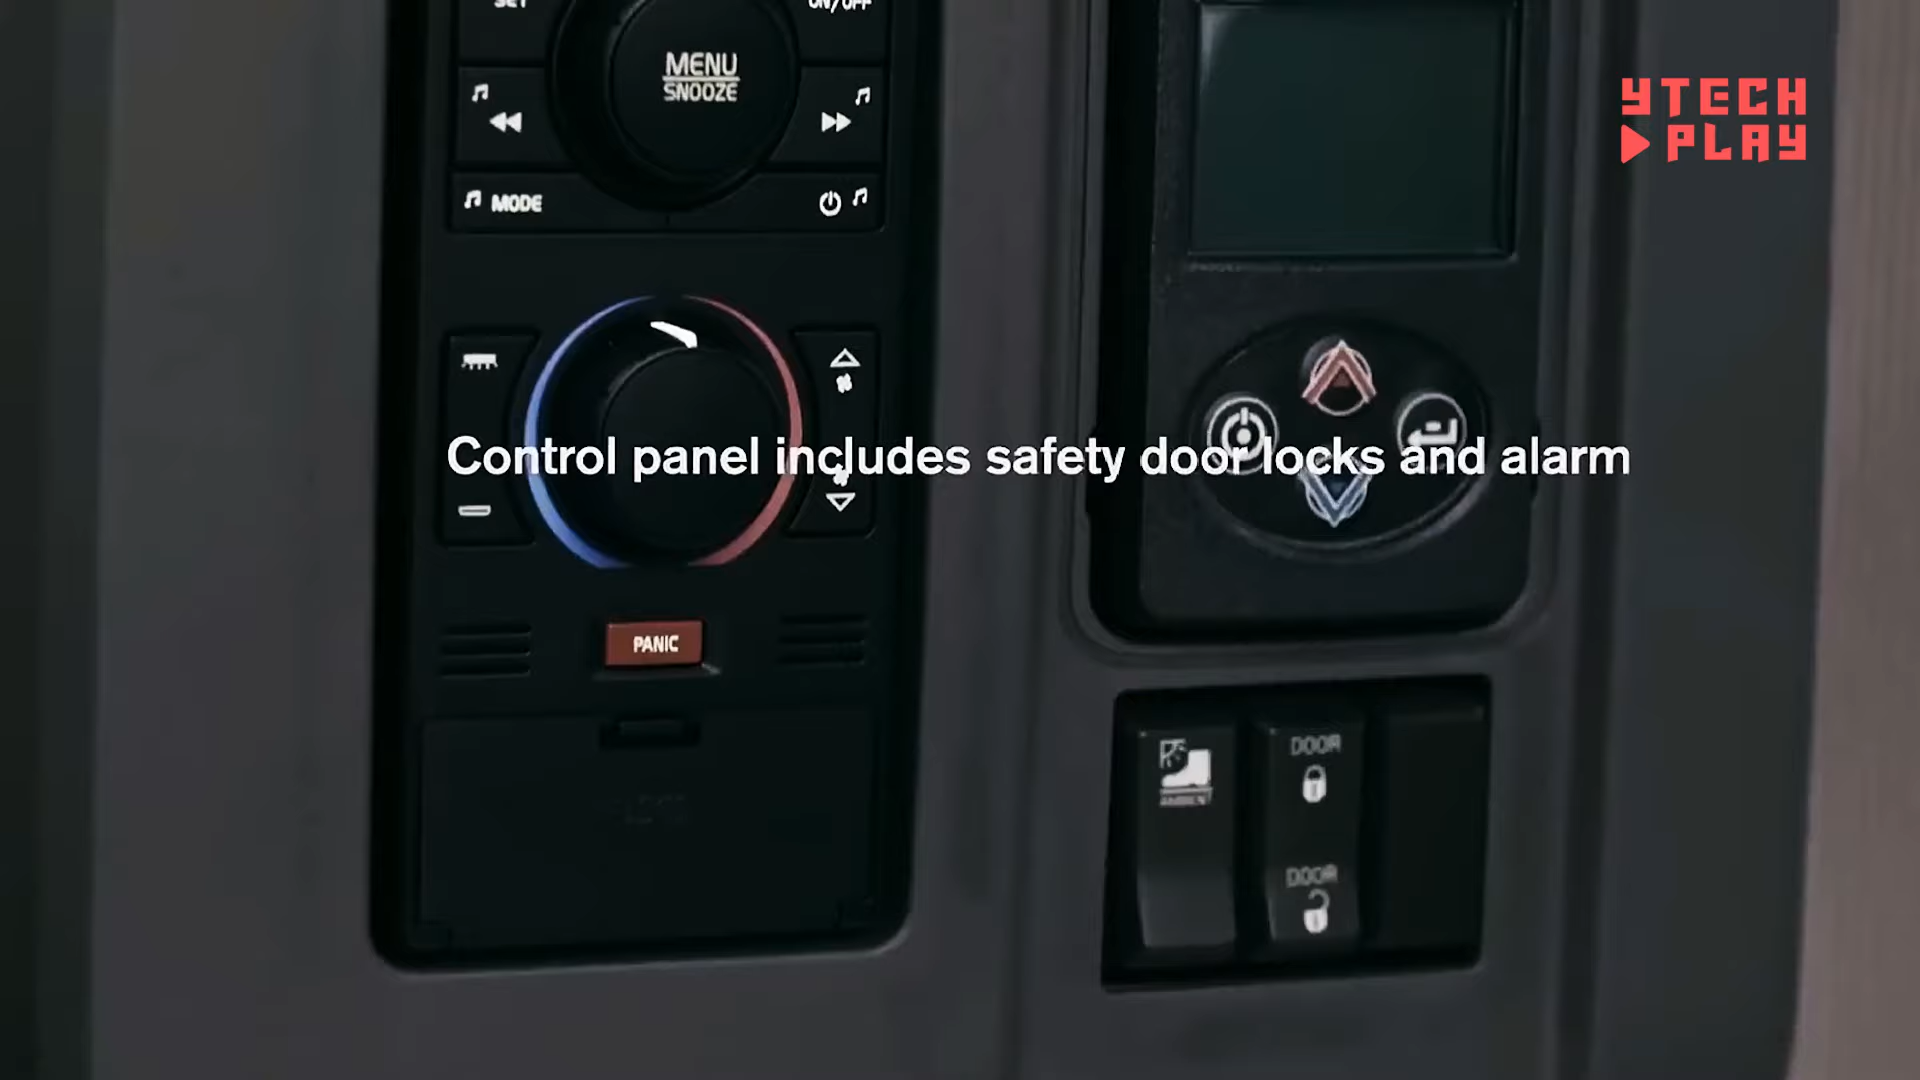 SET
ON/OFF
MENU
SNOOZE
MODE
YTECH
PLAY
Control panel includes safety door locks and alarm
PANIC
AMBIENT
DOOR
DOOR